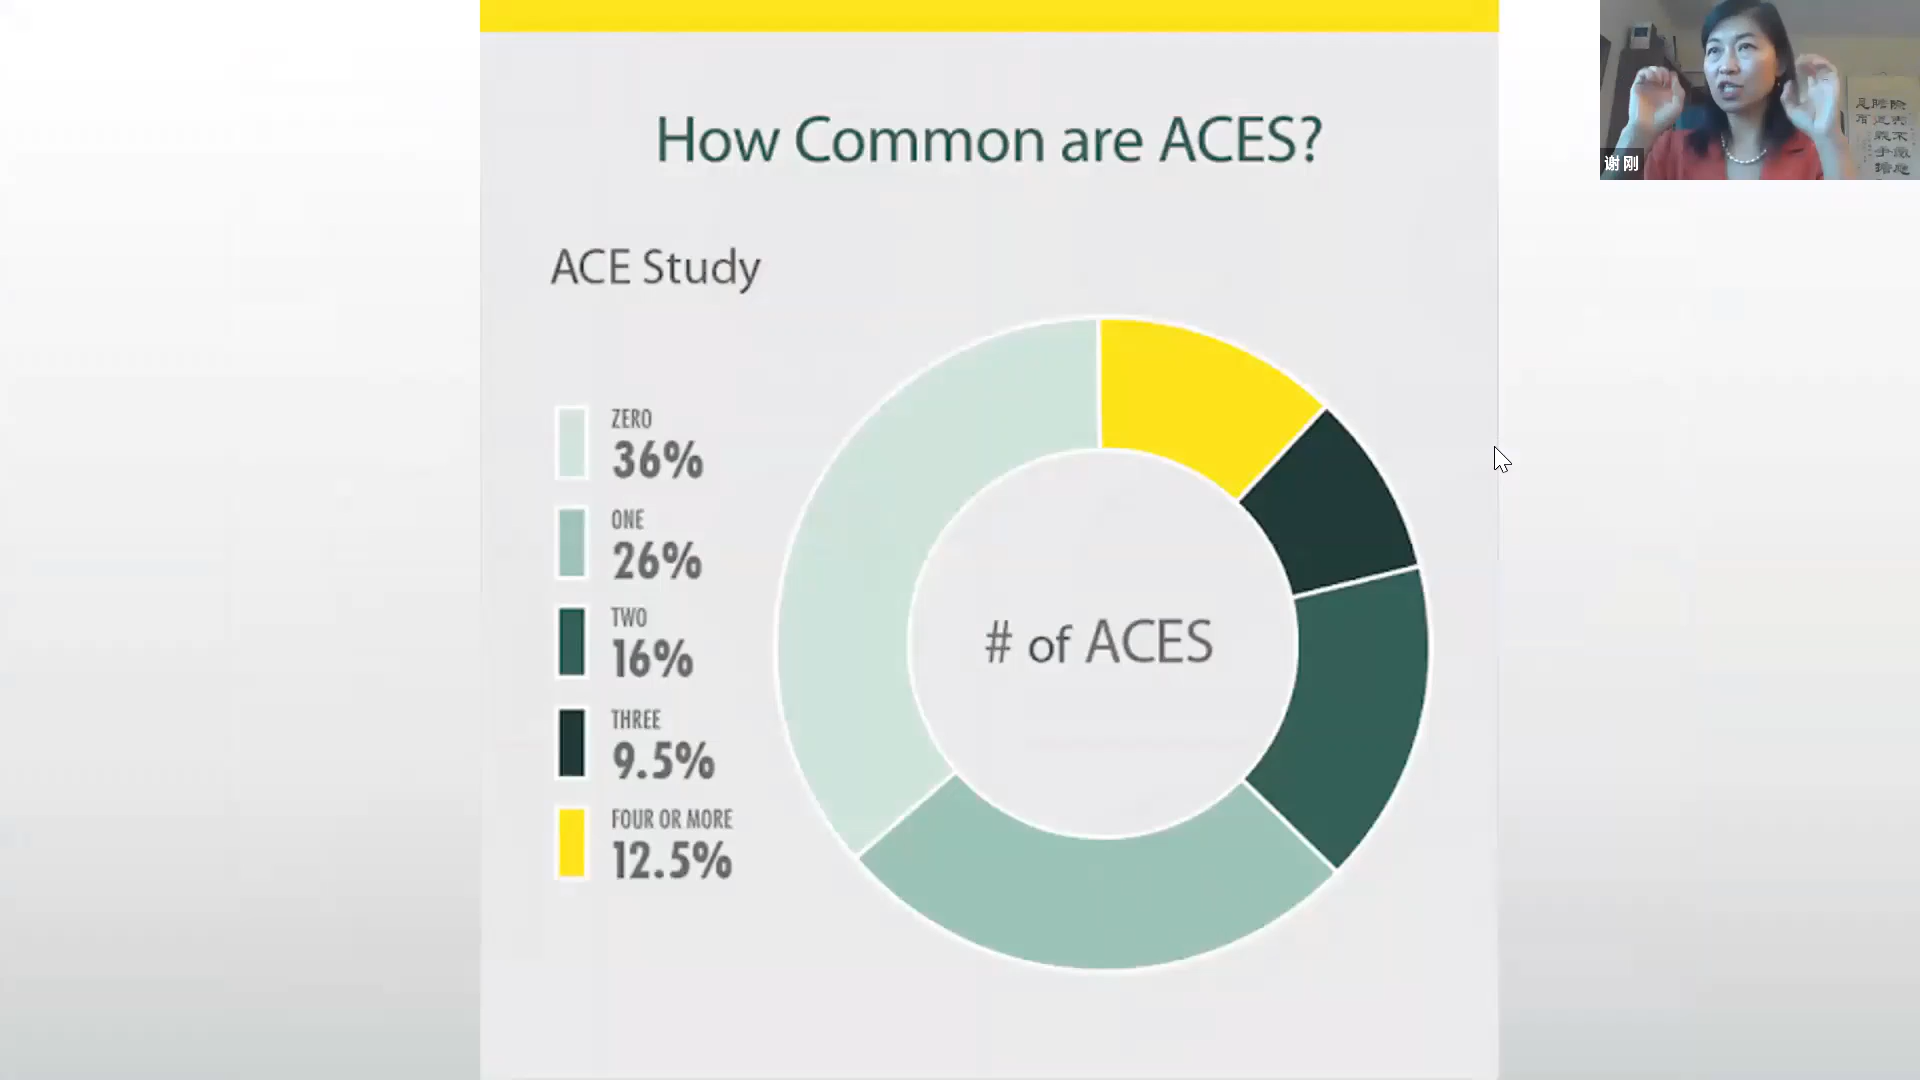 How Common are ACES?
ACE Study
ZERO
36%
ONE
26%
TWO
16%
THREE
9.5%
FOUR OR MORE
12.5%
# of ACES
谢 刚